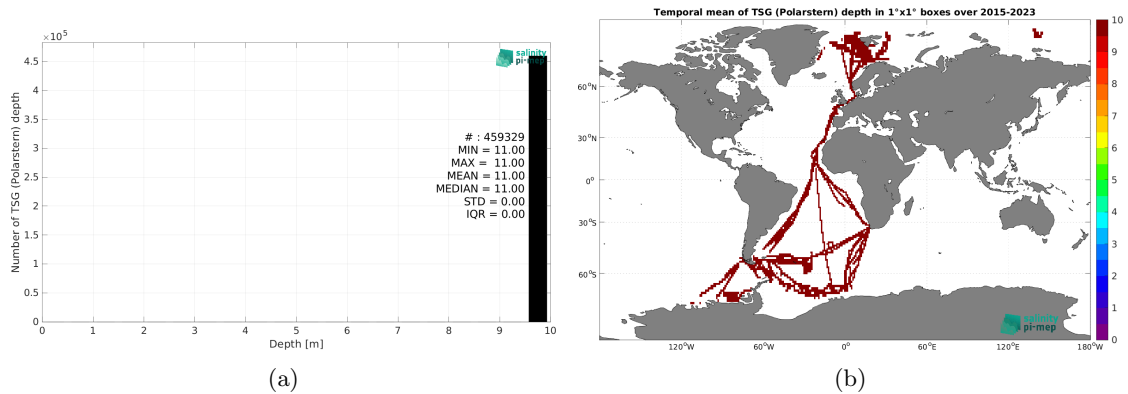 ×10⁵
4.5
4
3.5
3
2.5
2
1.5
1
0.5
0
Number of TSG (Polarstern) depth
salinity
pi-mep
# : 459329
MIN = 11.00
MAX = 11.00
MEAN = 11.00
MEDIAN = 11.00
STD = 0.00
IQR = 0.00
0 1 2 3 4 5 6 7 8 9 10
Depth [m]
(a)
Temporal mean of TSG (Polarstern) depth in 1°x1° boxes over 2015-2023
60°N
30°N
0°
30°S
60°S
120°W 60°W 0° 60°E 120°E 180°W
salinity
pi-mep
10
9
8
7
6
5
4
3
2
1
0
(b)